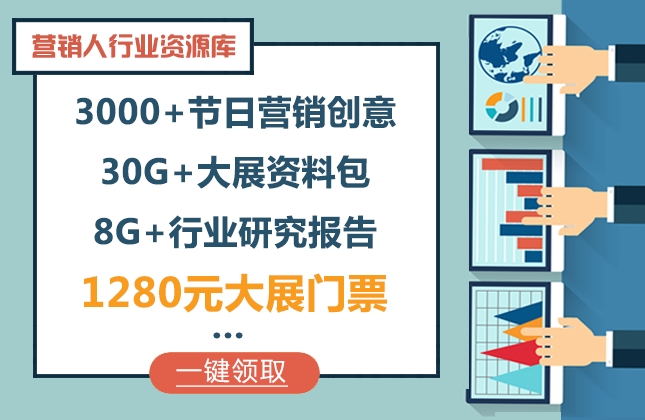 营销人行业资源库
3000+节日营销创意
30G+大展资料包
8G+行业研究报告
1280元大展门票
...
一键领取